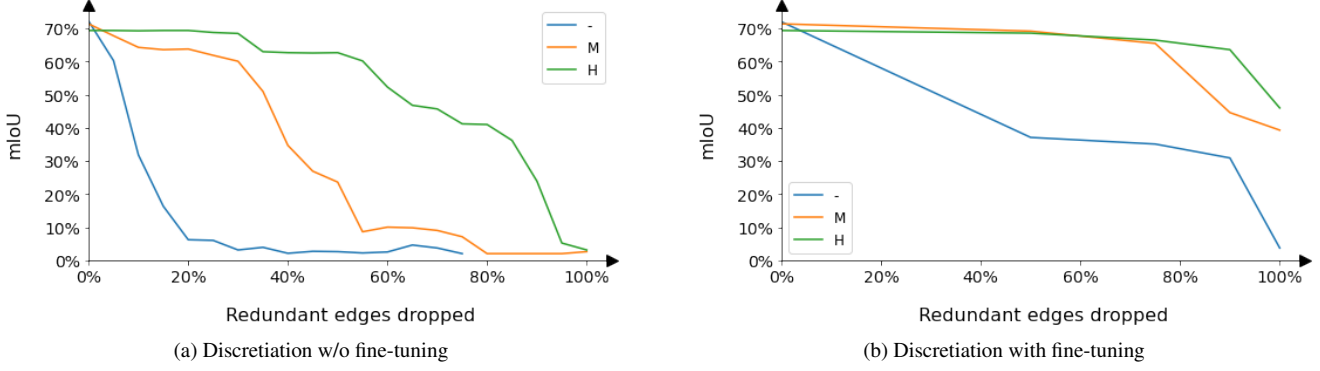 70%
60%
50%
40%
30%
20%
10%
0%
mIoU
0% 20% 40% 60% 80% 100%
Redundant edges dropped
-
M
H
(a) Discretiation w/o fine-tuning
70%
60%
50%
40%
30%
20%
10%
0%
mIoU
0% 20% 40% 60% 80% 100%
Redundant edges dropped
-
M
H
(b) Discretiation with fine-tuning